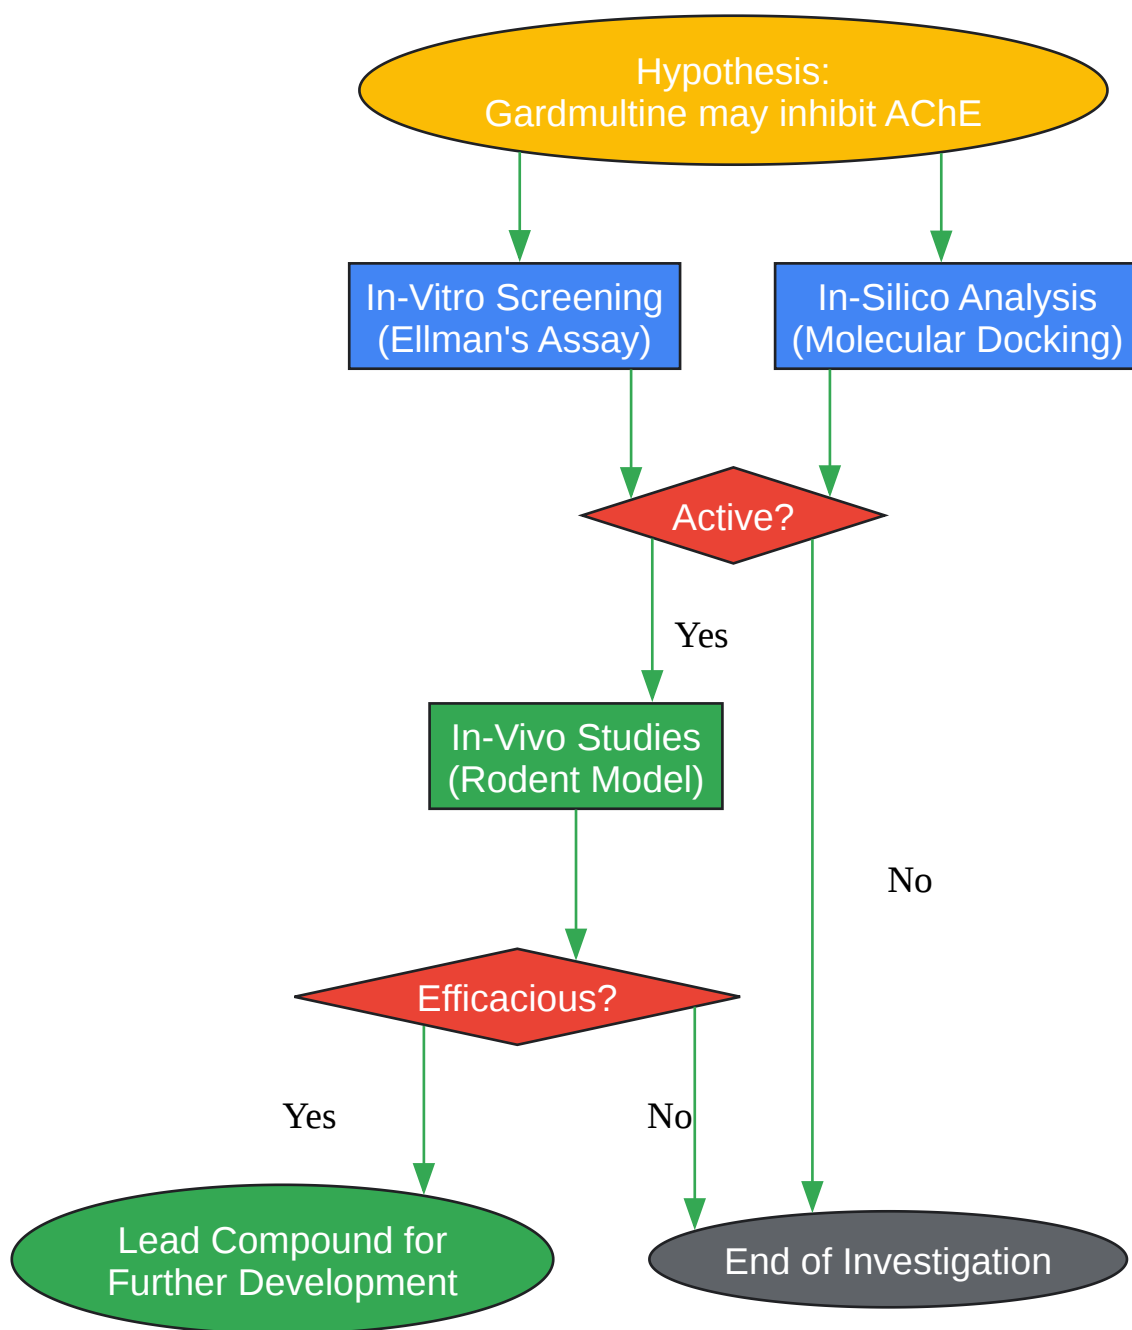 Hypothesis:
Gardmultine may inhibit AChE
In-Vitro Screening
(Ellman's Assay)
In-Silico Analysis
(Molecular Docking)
Active?
Yes
In-Vivo Studies
(Rodent Model)
No
Efficacious?
Yes
No
Lead Compound for
Further Development
End of Investigation